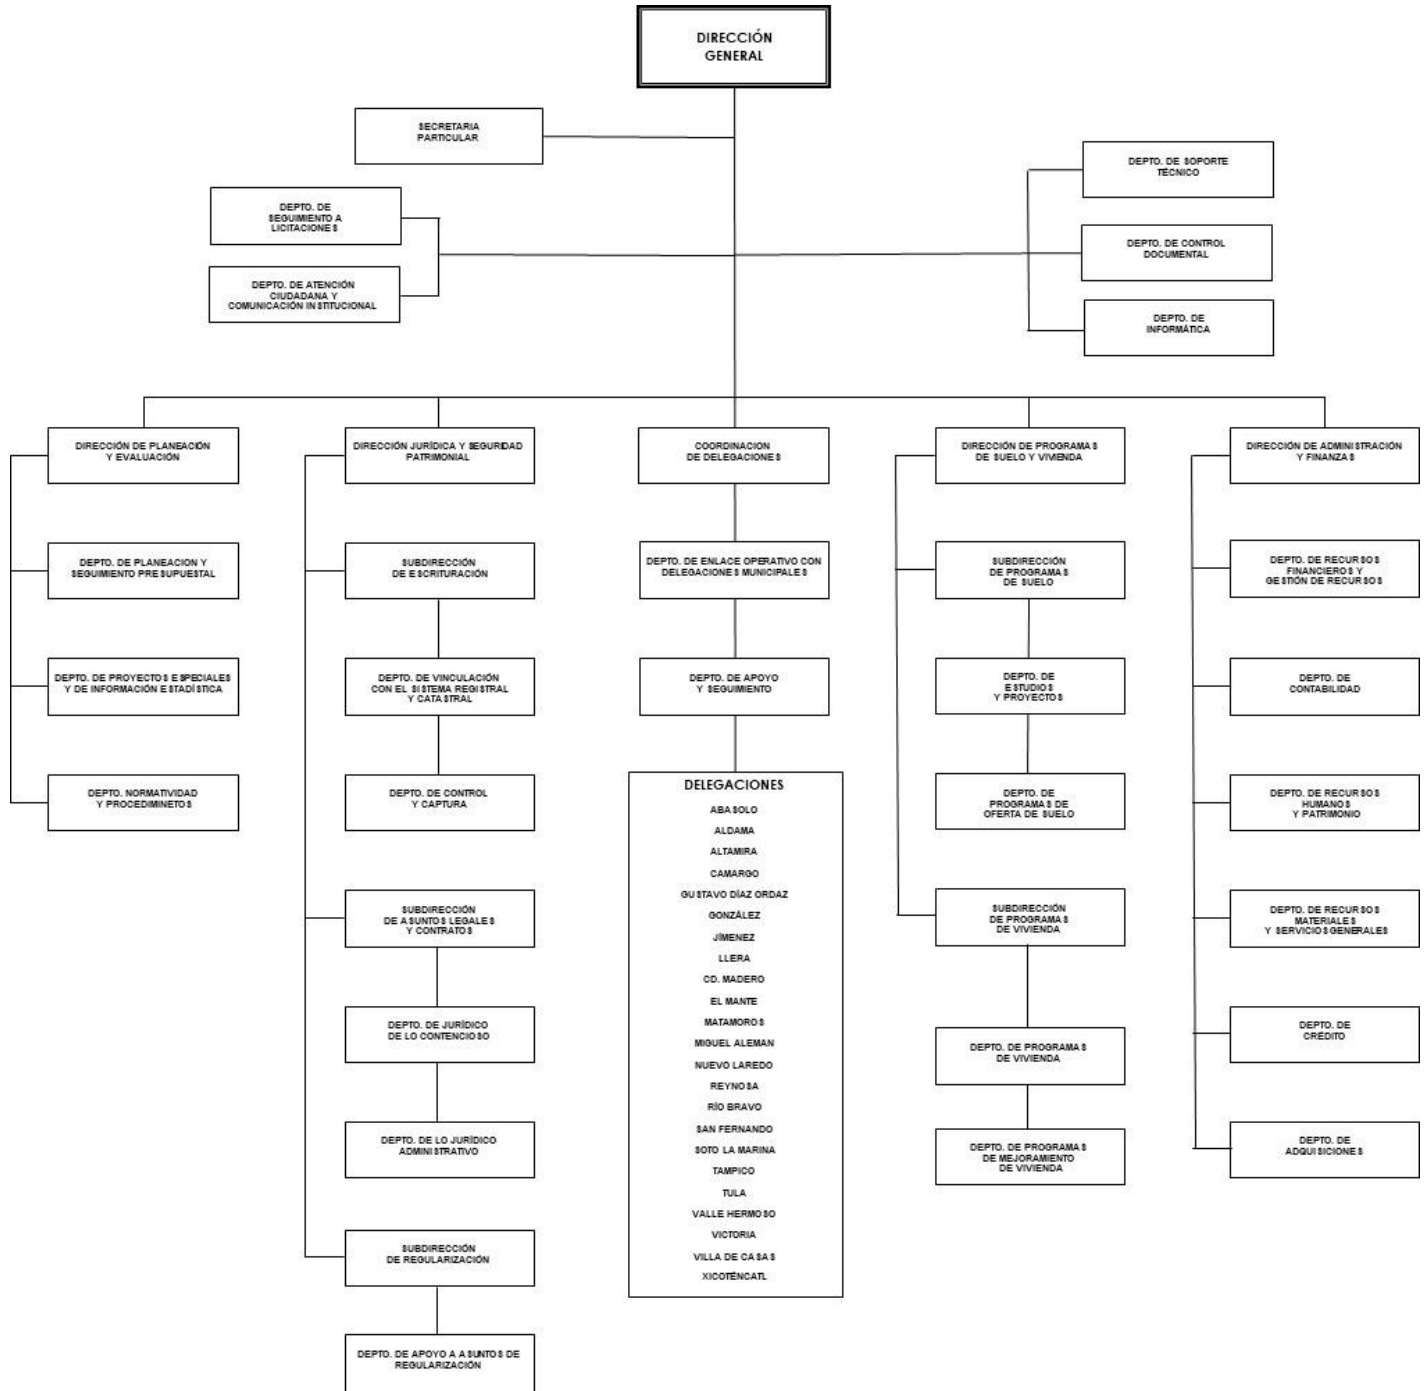 DIRECCIÓN
GENERAL
SECRETARIA
PARTICULAR
DEPTO. DE SOPORTE
TÉCNICO
DEPTO. DE
SEGUIMIENTO A
LICITACIONES
DEPTO. DE CONTROL
DOCUMENTAL
DEPTO. DE ATENCIÓN
CIUDADANA Y
COMUNICACIÓN INSTITUCIONAL
DEPTO. DE
INFORMÁTICA
DIRECCIÓN DE PLANEACIÓN
Y EVALUACIÓN
DIRECCIÓN JURÍDICA Y SEGURIDAD
PATRIMONIAL
COORDINACION
DE DELEGACIONES
DIRECCIÓN DE PROGRAMAS
DE SUELO Y VIVIENDA
DIRECCIÓN DE ADMINISTRACIÓN
Y FINANZAS
DEPTO. DE PLANEACION Y
SEGUIMIENTO PRESUPUESTAL
SUBDIRECCIÓN
DE ESCRITURACIÓN
DEPTO. DE ENLACE OPERATIVO CON
DELEGACIONES MUNICIPALES
SUBDIRECCIÓN
DE PROGRAMAS
DE SUELO
DEPTO. DE RECURSOS
FINANCIEROS Y
GESTIÓN DE RECURSOS
DEPTO. DE PROYECTOS ESPECIALES
Y DE INFORMACIÓN ESTADÍSTICA
DEPTO. DE VINCULACIÓN
CON EL SISTEMA REGISTRAL
Y CATASTRAL
DEPTO. DE APOYO
Y SEGUIMIENTO
DEPTO. DE
ESTUDIOS
Y PROYECTOS
DEPTO. DE
CONTABILIDAD
DEPTO. NORMATIVIDAD
Y PROCEDIMINETOS
DEPTO. DE CONTROL
Y CAPTURA
DELEGACIONES
ABASOLO
ALDAMA
ALTAMIRA
CAMARGO
GUSTAVO DÍAZ ORDAZ
GONZÁLEZ
JÍMENEZ
LLERA
CD. MADERO
EL MANTE
MATAMOROS
MIGUEL ALEMAN
NUEVO LAREDO
REYNOSA
RÍO BRAVO
SAN FERNANDO
SOTO LA MARINA
TAMPICO
TULA
VALLE HERMOSO
VICTORIA
VILLA DE CASAS
XICOTÉNCATL
DEPTO. DE
PROGRAMAS DE
OFERTA DE SUELO
DEPTO. DE RECURSOS
HUMANOS
Y PATRIMONIO
SUBDIRECCIÓN
DE ASUNTOS LEGALES
Y CONTRATOS
SUBDIRECCIÓN
DE PROGRAMAS
DE VIVIENDA
DEPTO. DE RECURSOS
MATERIALES
Y SERVICIOS GENERALES
DEPTO. DE JURÍDICO
DE LO CONTENCIOSO
DEPTO. DE PROGRAMAS
DE VIVIENDA
DEPTO. DE
CRÉDITO
DEPTO. DE LO JURÍDICO
ADMINISTRATIVO
DEPTO. DE PROGRAMAS
DE MEJORAMIENTO
DE VIVIENDA
DEPTO. DE
ADQUISICIONES
SUBDIRECCIÓN
DE REGULARIZACIÓN
DEPTO. DE APOYO A ASUNTOS DE
REGULARIZACIÓN